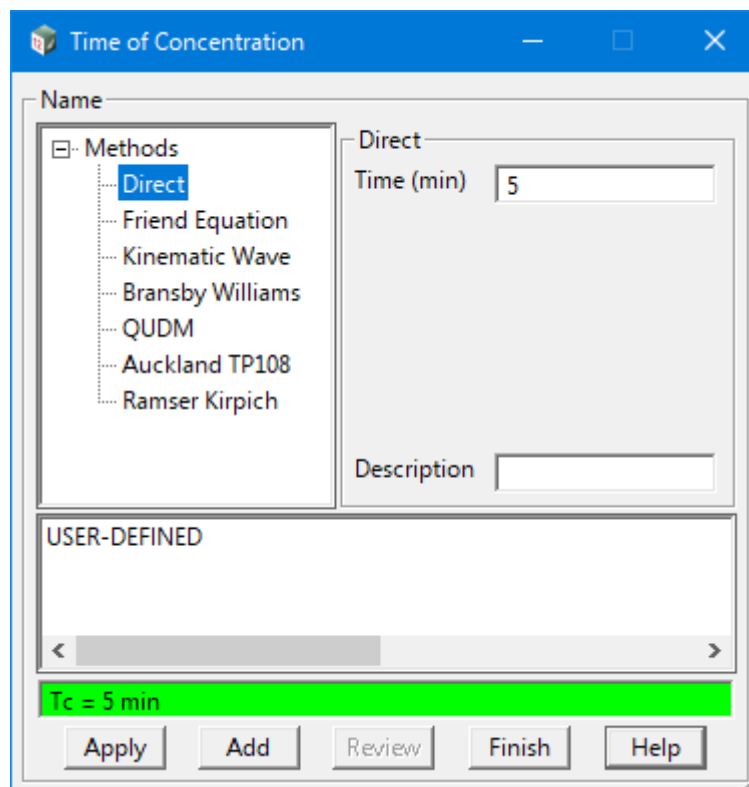 Time of Concentration
Name
Methods
Direct
Friend Equation
Kinematic Wave
Bransby Williams
QUDM
Auckland TP108
Ramser Kirpich
Direct
Time (min) 5
Description
USER-DEFINED
Tc = 5 min
Apply Add Review Finish Help